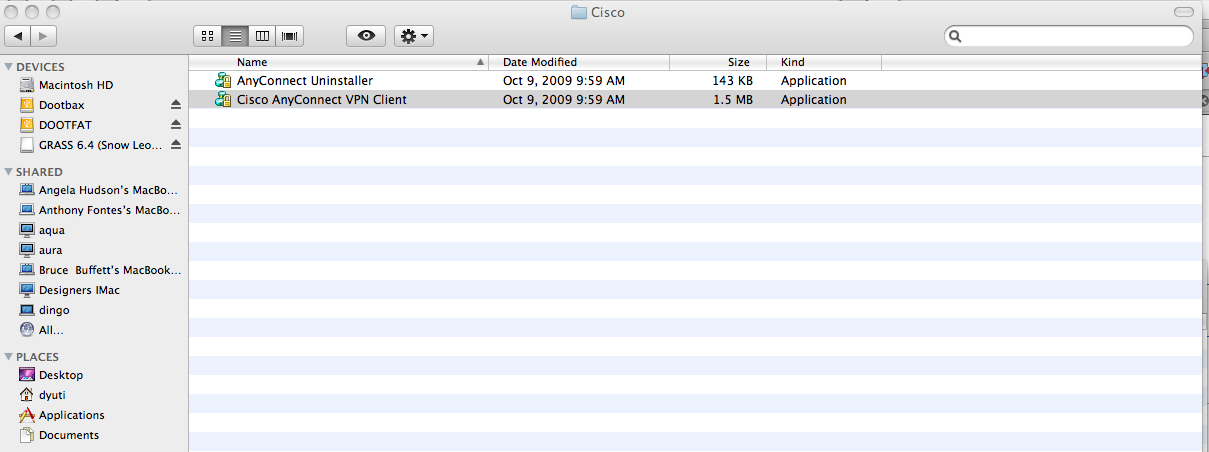 Cisco
Name Date Modified Size Kind
AnyConnect Uninstaller Oct 9, 2009 9:59 AM 143 KB Application
Cisco AnyConnect VPN Client Oct 9, 2009 9:59 AM 1.5 MB Application
DEVICES
Macintosh HD
Dootbax
DOOTFAT
GRASS 6.4 (Snow Leo...
SHARED
Angela Hudson's MacBo...
Anthony Fontes's MacBo...
aqua
aura
Bruce  Buffett's MacBook...
Designers IMac
dingo
All...
PLACES
Desktop
dyuti
Applications
Documents